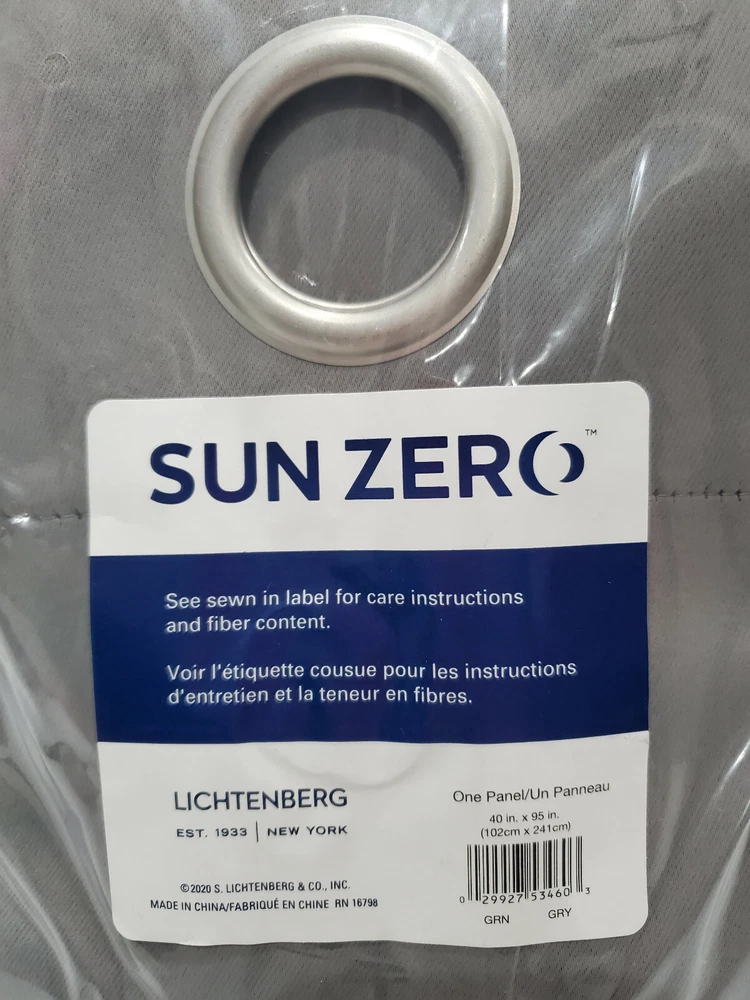 SUN ZERO™
See sewn in label for care instructions
and fiber content.
Voir l'étiquette cousue pour les instructions
d'entretien et la teneur en fibres.
LICHTENBERG
EST. 1933 | NEW YORK
©2020 S. LICHTENBERG & CO., INC.
MADE IN CHINA/FABRIQUÉ EN CHINE RN 16798
One Panel/Un Panneau
40 in. x 95 in.
(102cm x 241cm)
0 29927 53460 3
GRN GRY